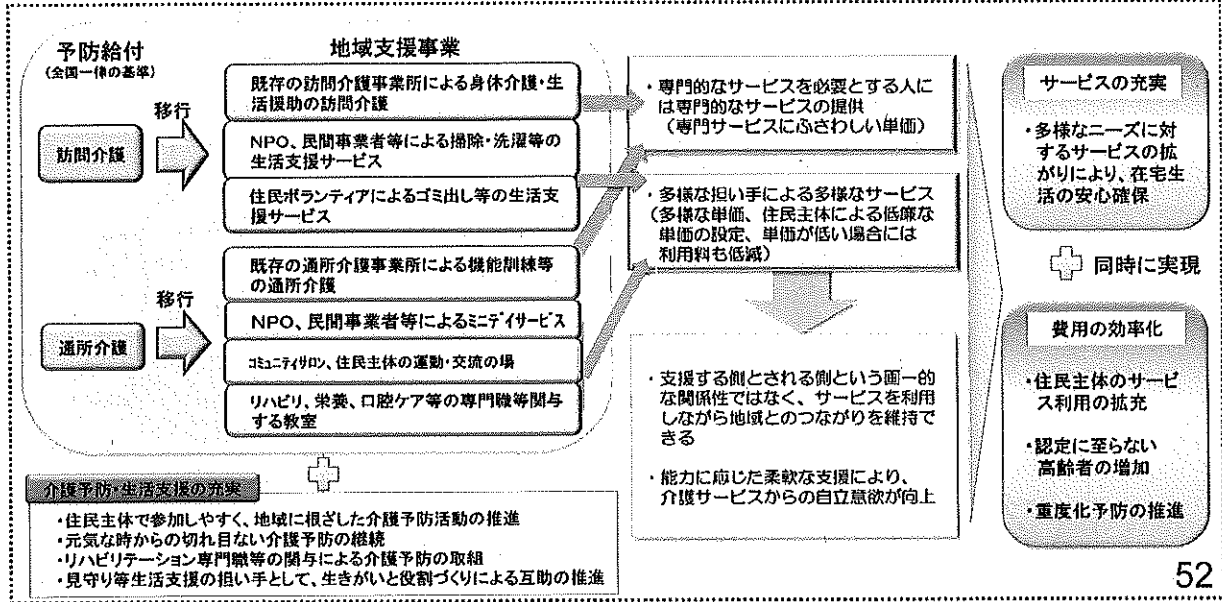 予防給付
(全国一律の基準)
地域支援事業
移行
訪問介護
既存の訪問介護事業所による身体介護・生
活援助の訪問介護
NPO、民間事業者等による掃除・洗濯等の
生活支援サービス
住民ボランティアによるゴミ出し等の生活支
援サービス
移行
通所介護
既存の通所介護事業所による機能訓練等
の通所介護
NPO、民間事業者等によるミニデイサービス
コミュニティサロン、住民主体の運動・交流の場
リハビリ、栄養、口腔ケア等の専門職等関与
する教室
介護予防・生活支援の充実
・住民主体で参加しやすく、地域に根ざした介護予防活動の推進
・元気な時からの切れ目ない介護予防の継続
・リハビリテーション専門職等の関与による介護予防の取組
・見守り等生活支援の担い手として、生きがいと役割づくりによる互助の推進
・専門的なサービスを必要とする人に
は専門的なサービスの提供
(専門サービスにふさわしい単価)
・多様な担い手による多様なサービス
(多様な単価、住民主体による低廉な
単価の設定、単価が低い場合には
利用料も低減)
・支援する側とされる側という画一的
な関係性ではなく、サービスを利用
しながら地域とのつながりを維持で
きる
・能力に応じた柔軟な支援により、
介護サービスからの自立意欲が向上
サービスの充実
・多様なニーズに対
するサービスの拡
がりにより、在宅生
活の安心確保
同時に実現
費用の効率化
・住民主体のサービ
ス利用の拡充
・認定に至らない
高齢者の増加
・重度化予防の推進
52